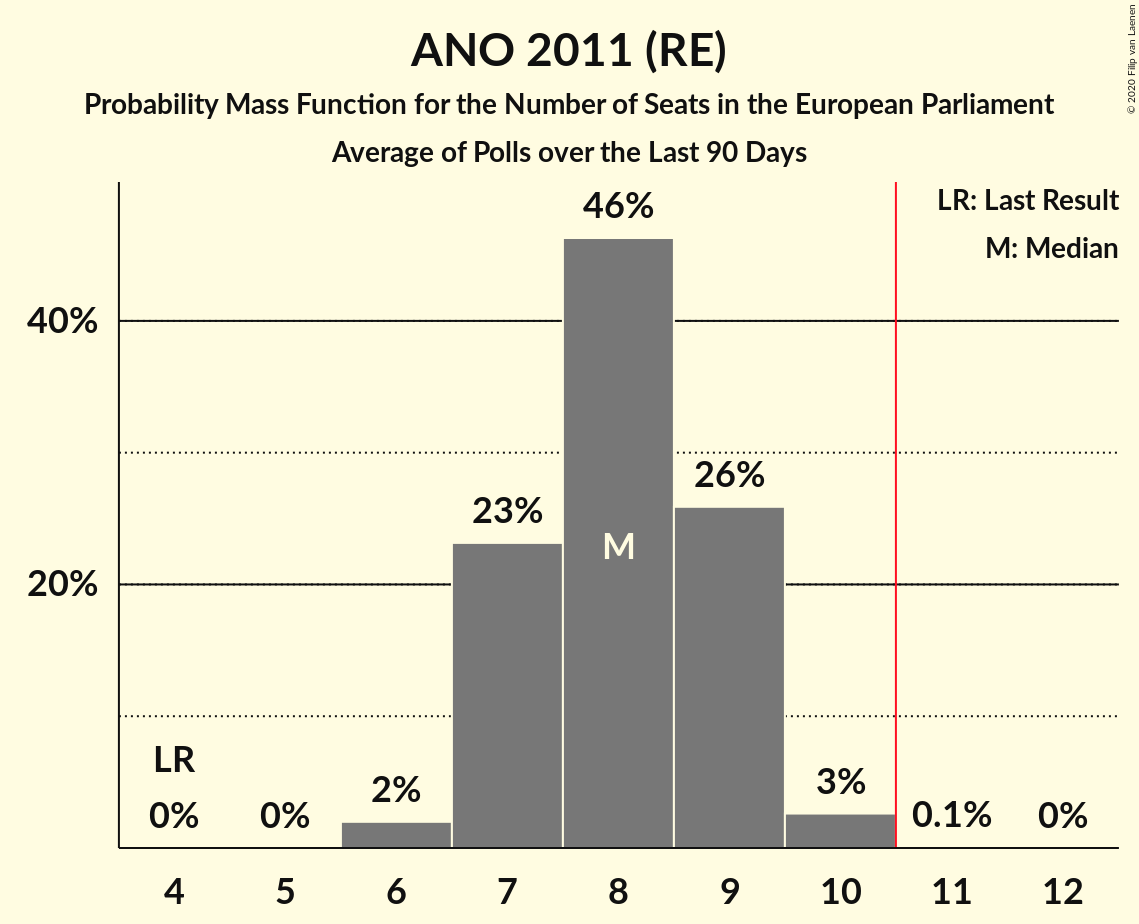 ANO 2011 (RE)
Probability Mass Function for the Number of Seats in the European Parliament
Average of Polls over the Last 90 Days
© 2020 Filip van Laenen
LR: Last Result
M: Median
46%
40%
26%
23%
M
20%
LR
0%
0%
2%
3%
0.1%
0%
4 5 6 7 8 9 10 11 12